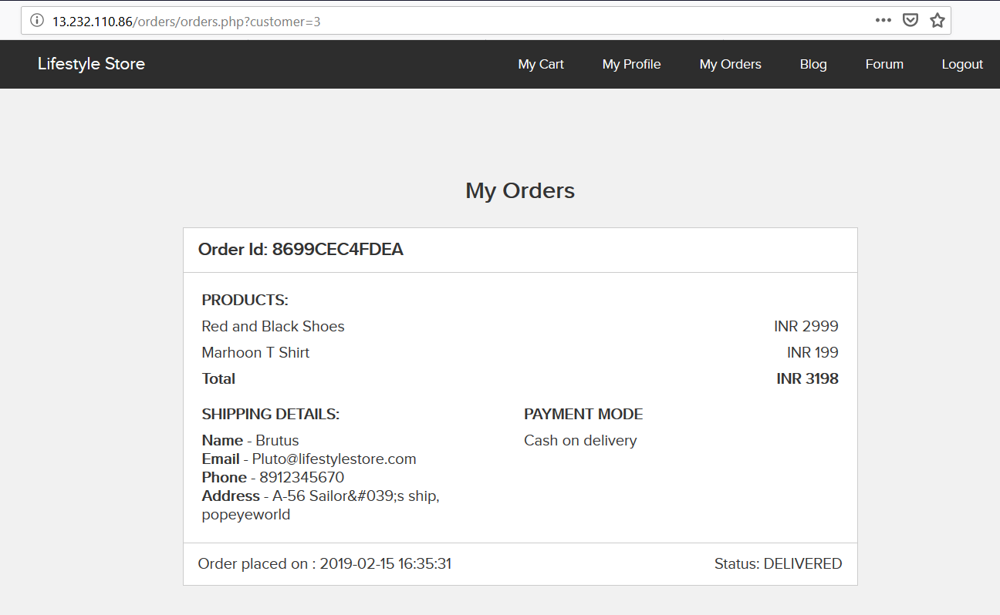 13.232.110.86/orders/orders.php?customer=3
Lifestyle Store My Cart My Profile My Orders Blog Forum Logout
My Orders
Order Id: 8699CEC4FDEA
PRODUCTS:
Red and Black Shoes INR 2999
Marhoon T Shirt INR 199
Total INR 3198
SHIPPING DETAILS: PAYMENT MODE
Name - Brutus Cash on delivery
Email - Pluto@lifestylestore.com
Phone - 8912345670
Address - A-56 Sailor&#039;s ship,
popeyeworld
Order placed on : 2019-02-15 16:35:31 Status: DELIVERED